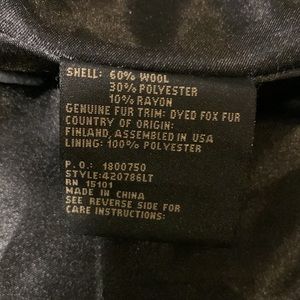 SHELL: 60% WOOL
30% POLYESTER
10% RAYON
GENUINE FUR TRIM: DYED FOX FUR
COUNTRY OF ORIGIN:
FINLAND, ASSEMBLED IN USA
LINING: 100% POLYESTER
P.O.: 1800750
STYLE:420786LT
RN 15101
MADE IN CHINA
SEE REVERSE SIDE FOR
CARE INSTRUCTIONS: